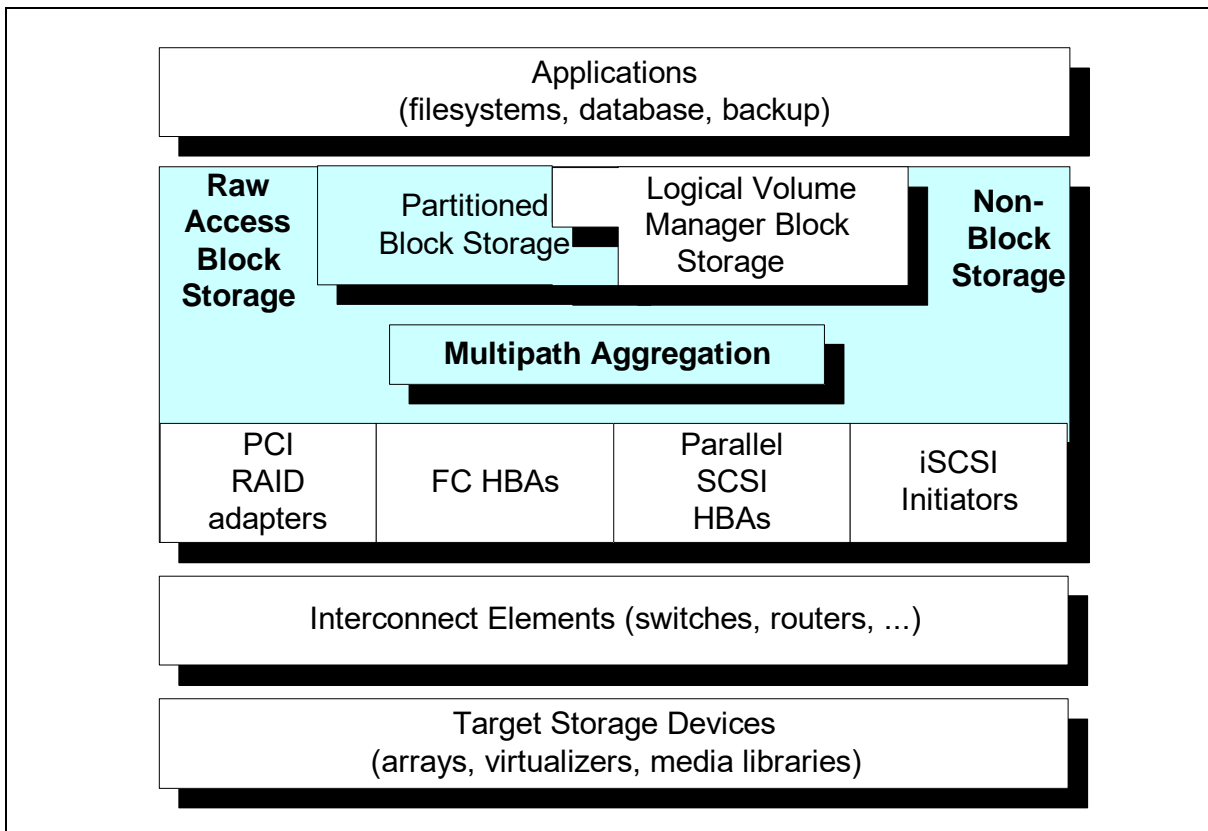 Applications
(filesystems, database, backup)
Raw
Access
Block
Storage
Partitioned
Block Storage
Logical Volume
Manager Block
Storage
Non-
Block
Storage
Multipath Aggregation
PCI
RAID
adapters
FC HBAs
Parallel
SCSI
HBAs
iSCSI
Initiators
Interconnect Elements (switches, routers, ...)
Target Storage Devices
(arrays, virtualizers, media libraries)